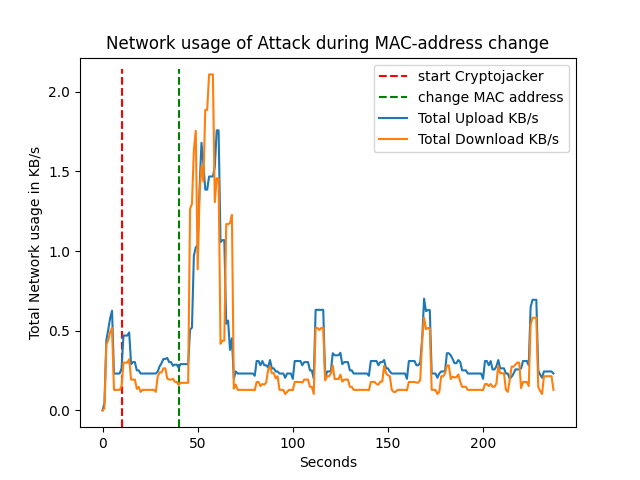 Network usage of Attack during MAC-address change
start Cryptojacker
change MAC address
Total Upload KB/s
Total Download KB/s
Total Network usage in KB/s
2.0
1.5
1.0
0.5
0.0
0 50 100 150 200
Seconds